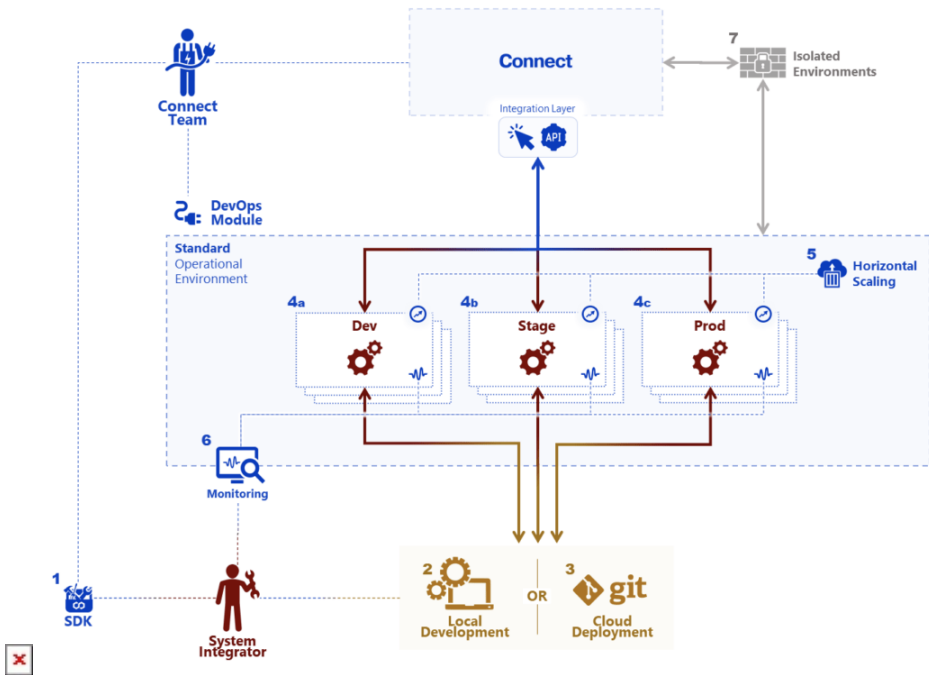 7
Isolated
Environments
Connect
Connect
Team
Integration Layer
API
DevOps
Module
Standard
Operational
Environment
5
Horizontal
Scaling
4a
Dev
4b
Stage
4c
Prod
6
Monitoring
1
SDK
System
Integrator
2
Local
Development
OR
3
git
Cloud
Deployment